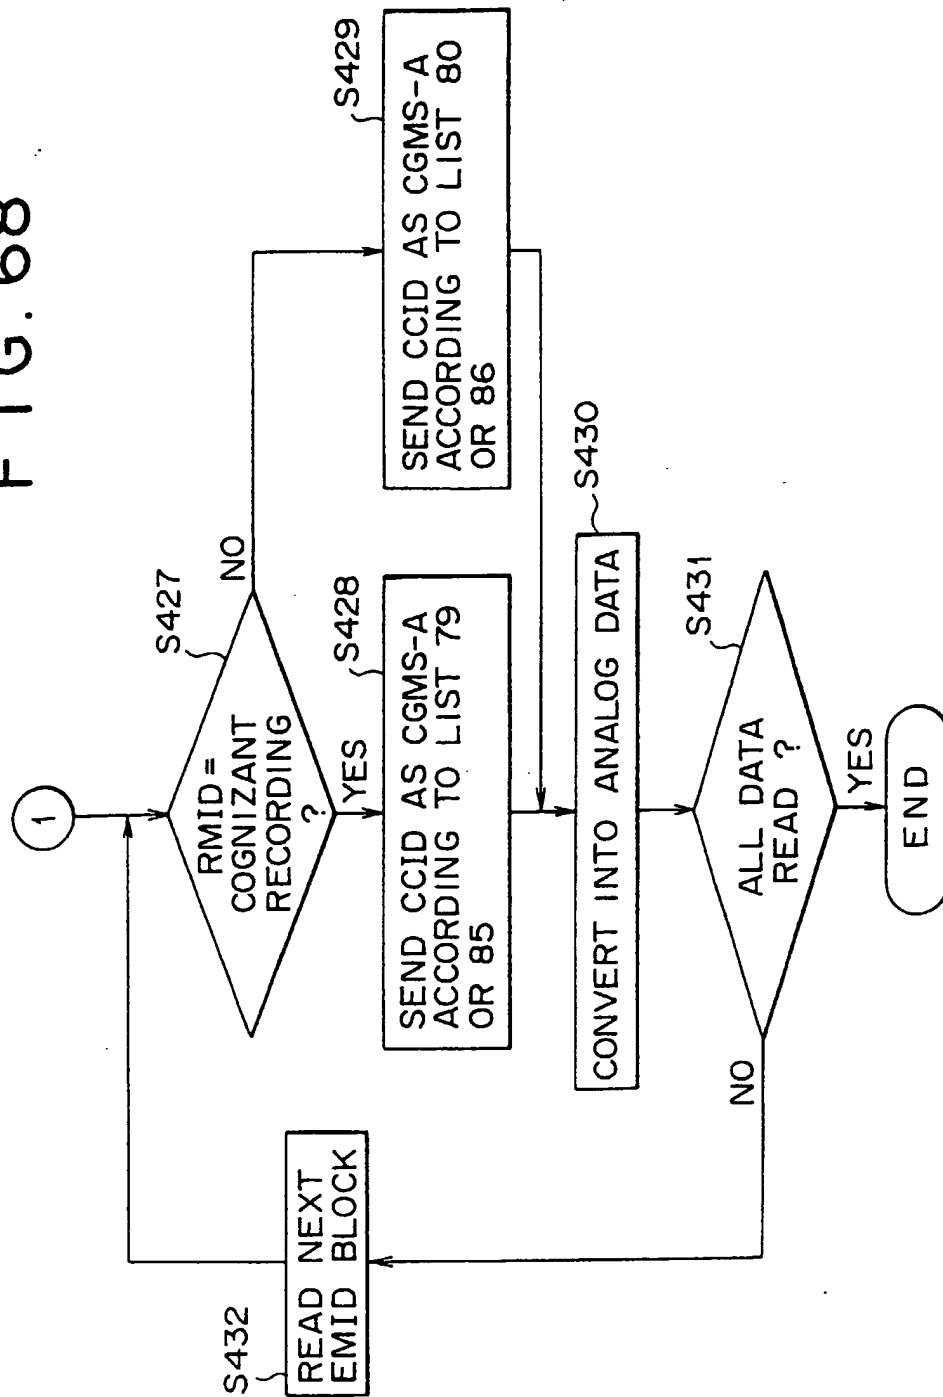 FIG. 68
1
S427
RMID=
COGNIZANT
RECORDING
?
NO
YES
S428
SEND CCID AS CGMS-A
ACCORDING TO LIST 79
OR 85
S429
SEND CCID AS CGMS-A
ACCORDING TO LIST 80
OR 86
S430
CONVERT INTO ANALOG DATA
S431
ALL DATA
READ ?
NO
YES
S432
READ NEXT
EMID BLOCK
END